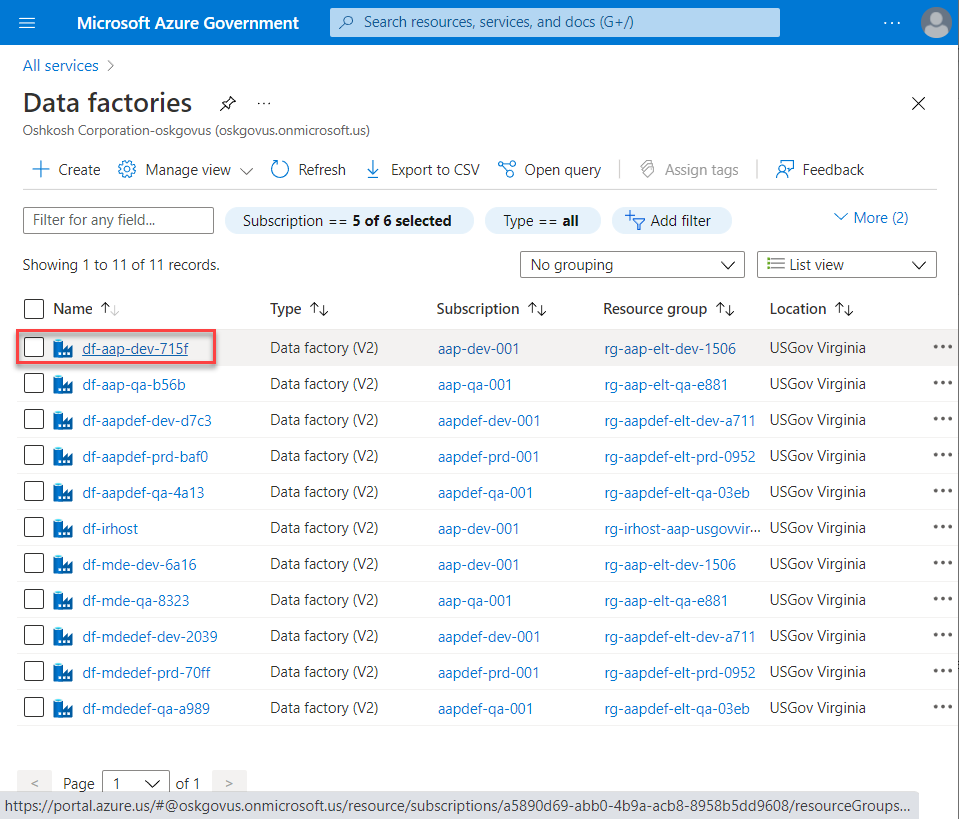 Microsoft Azure Government
Search resources, services, and docs (G+/)
All services
Data factories
Oshkosh Corporation-oskgovus (oskgovus.onmicrosoft.us)
Create Manage view Refresh Export to CSV Open query Assign tags Feedback
Filter for any field... Subscription == 5 of 6 selected Type == all Add filter More (2)
Showing 1 to 11 of 11 records. No grouping List view
Name Type Subscription Resource group Location
df-aap-dev-715f Data factory (V2) aap-dev-001 rg-aap-elt-dev-1506 USGov Virginia
df-aap-qa-b56b Data factory (V2) aap-qa-001 rg-aap-elt-qa-e881 USGov Virginia
df-aapdef-dev-d7c3 Data factory (V2) aapdef-dev-001 rg-aapdef-elt-dev-a711 USGov Virginia
df-aapdef-prd-baf0 Data factory (V2) aapdef-prd-001 rg-aapdef-elt-prd-0952 USGov Virginia
df-aapdef-qa-4a13 Data factory (V2) aapdef-qa-001 rg-aapdef-elt-qa-03eb USGov Virginia
df-irhost Data factory (V2) aap-dev-001 rg-irhost-aap-usgovvir... USGov Virginia
df-mde-dev-6a16 Data factory (V2) aap-dev-001 rg-aap-elt-dev-1506 USGov Virginia
df-mde-qa-8323 Data factory (V2) aap-qa-001 rg-aap-elt-qa-e881 USGov Virginia
df-mdedef-dev-2039 Data factory (V2) aapdef-dev-001 rg-aapdef-elt-dev-a711 USGov Virginia
df-mdedef-prd-70ff Data factory (V2) aapdef-prd-001 rg-aapdef-elt-prd-0952 USGov Virginia
df-mdedef-qa-a989 Data factory (V2) aapdef-qa-001 rg-aapdef-elt-qa-03eb USGov Virginia
< Page 1 of 1 >
https://portal.azure.us/#@oskgovus.onmicrosoft.us/resource/subscriptions/a5890d69-abb0-4b9a-acb8-8958b5dd9608/resourceGroups...